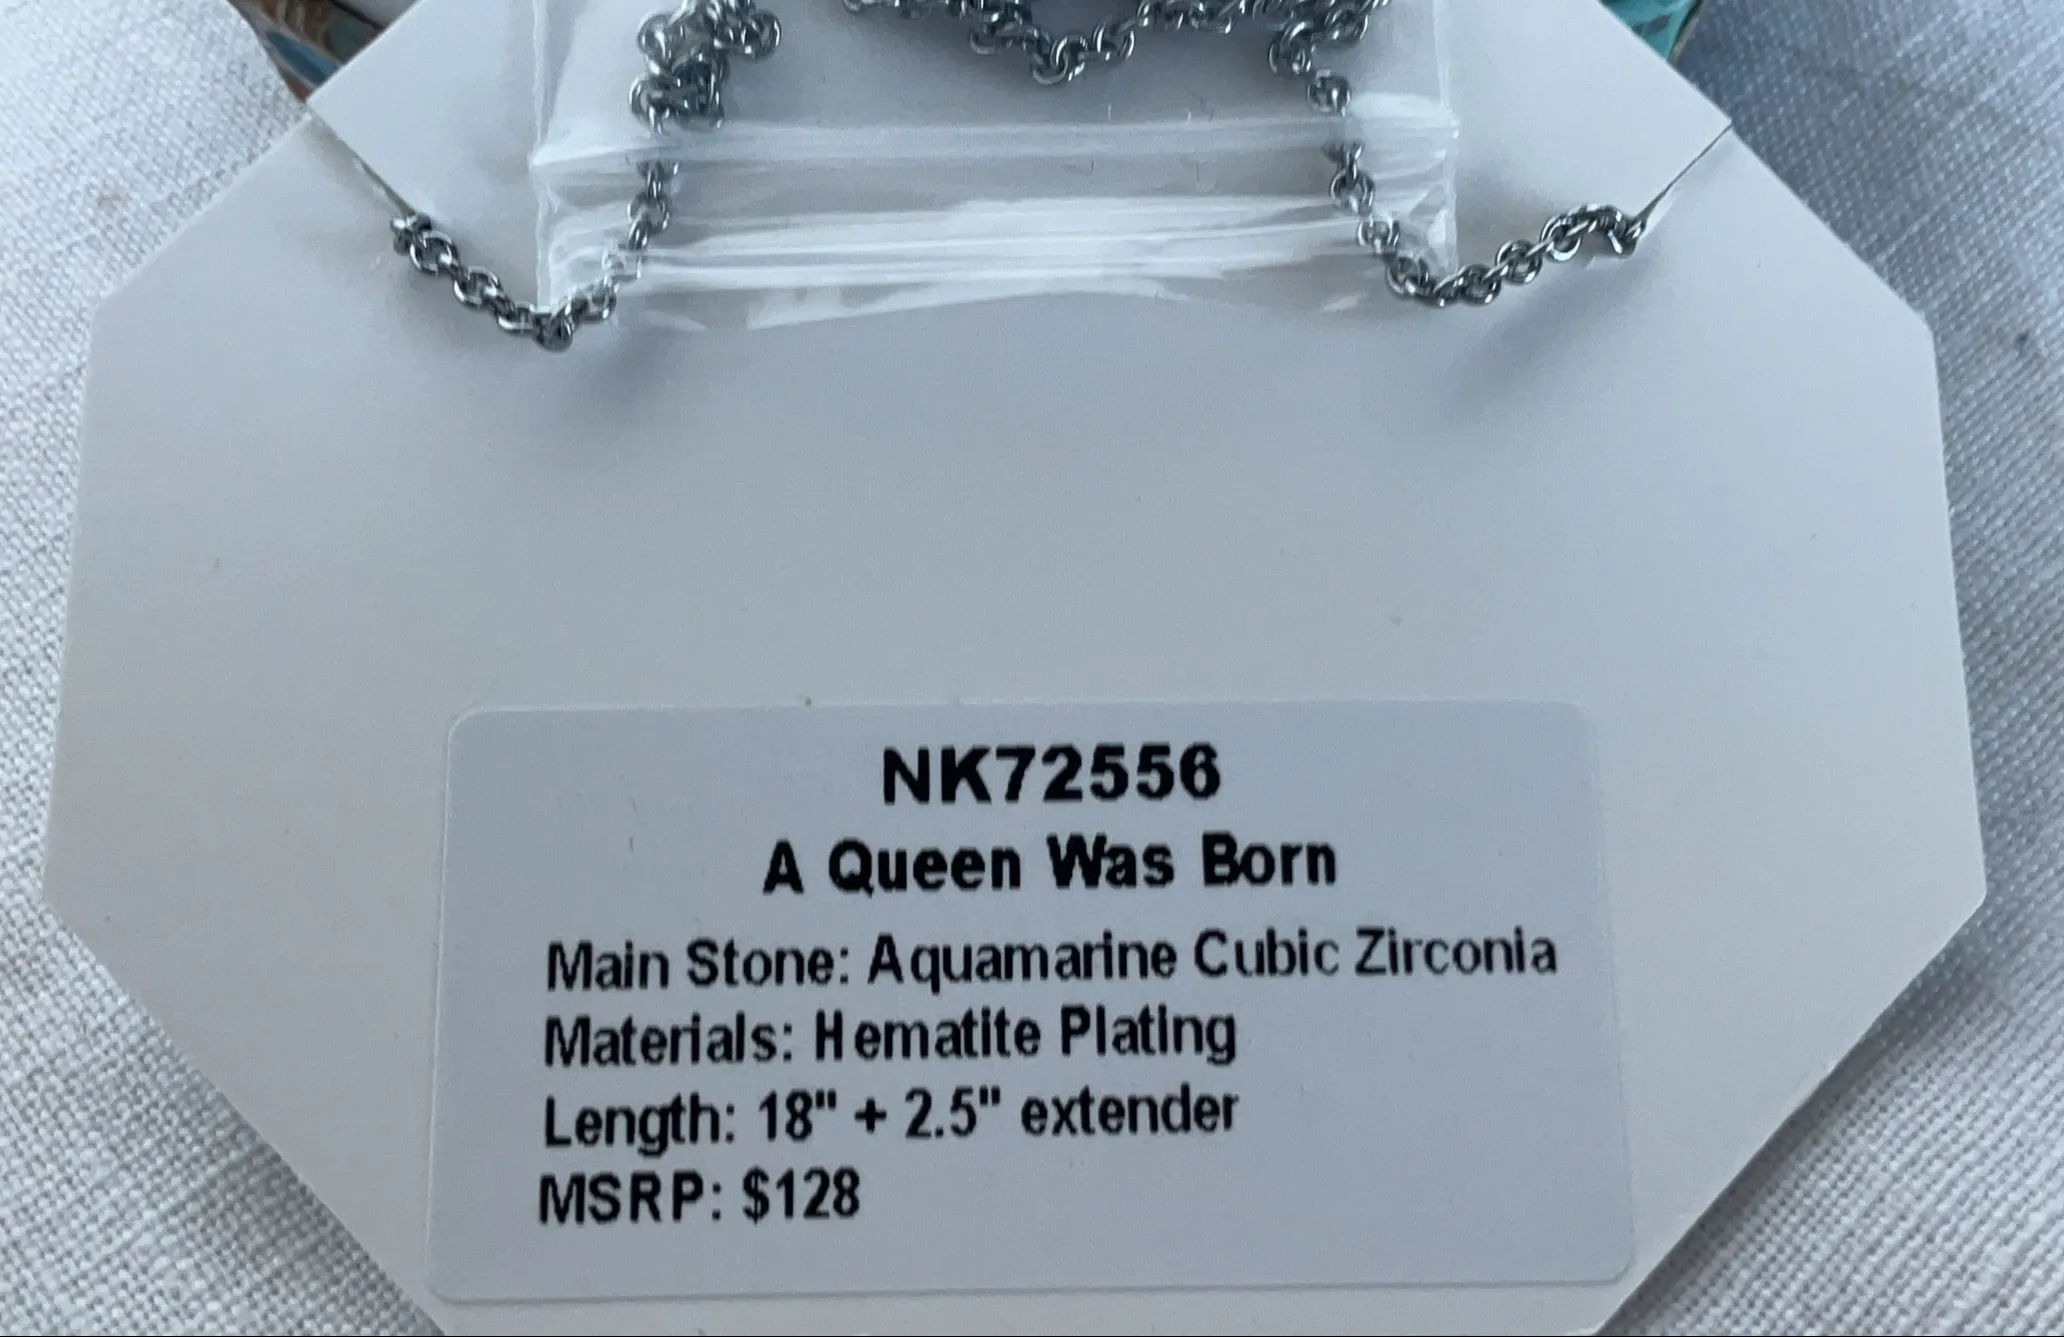 NK72556
A Queen Was Born
Main Stone: Aquamarine Cubic Zirconia
Materials: Hematite Plating
Length: 18" + 2.5" extender
MSRP: $128